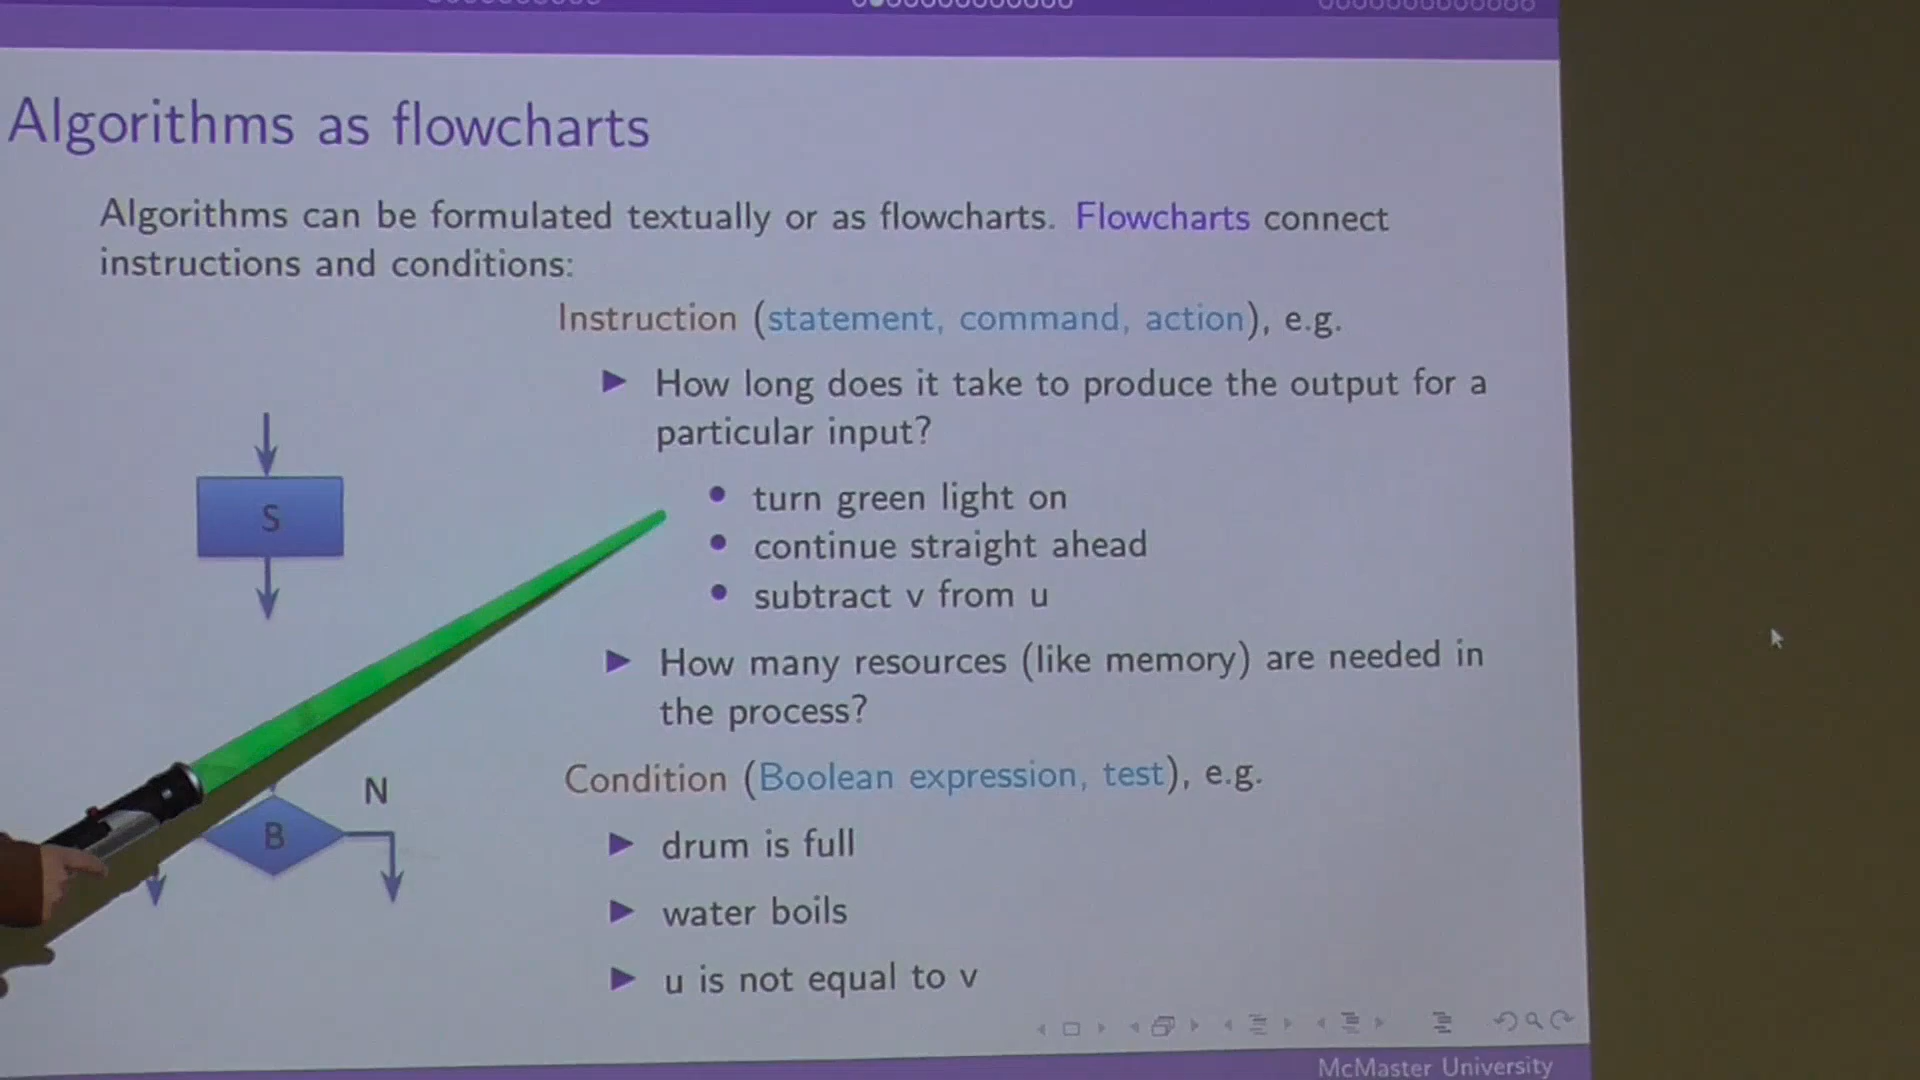 Algorithms as flowcharts
Algorithms can be formulated textually or as flowcharts. Flowcharts connect
instructions and conditions:
Instruction (statement, command, action), e.g.
How long does it take to produce the output for a
particular input?
S
turn green light on
continue straight ahead
subtract v from u
How many resources (like memory) are needed in
the process?
Condition (Boolean expression, test), e.g.
N
B
drum is full
water boils
u is not equal to v
McMaster University